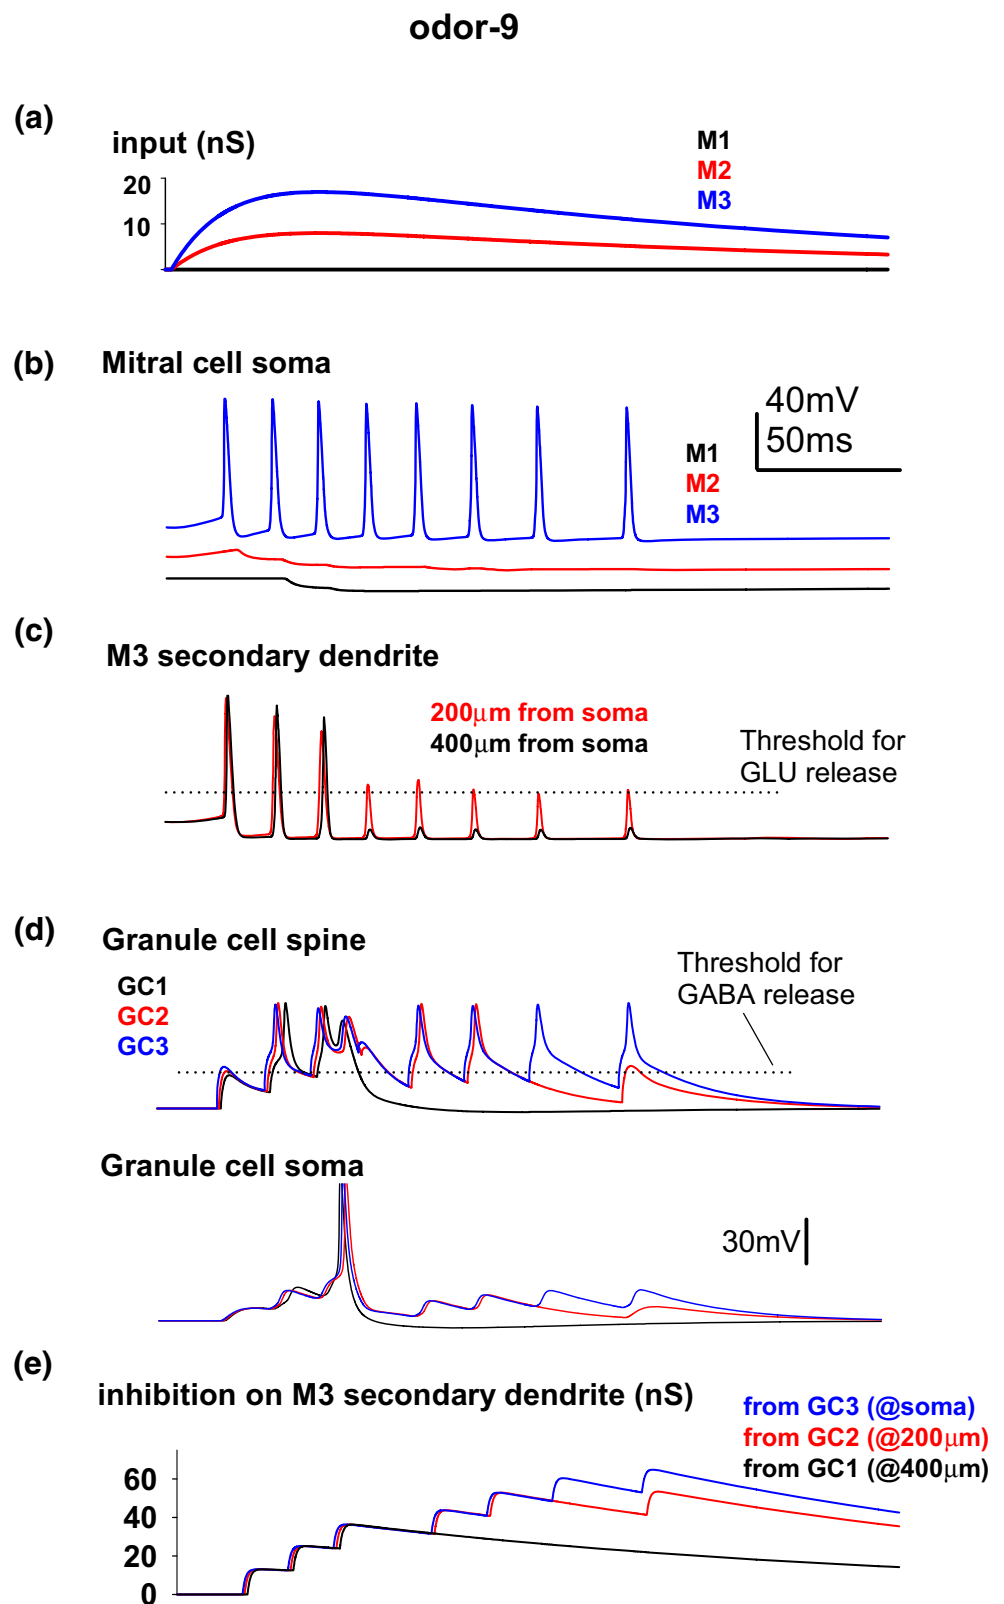 odor-9
(a)
input (nS)
M1
M2
M3
20
10
(b)
Mitral cell soma
40mV
50ms
M1
M2
M3
(c)
M3 secondary dendrite
200μm from soma
400μm from soma
Threshold for
GLU release
(d)
Granule cell spine
GC1
GC2
GC3
Threshold for
GABA release
Granule cell soma
30mV
(e)
inhibition on M3 secondary dendrite (nS)
from GC3 (@soma)
from GC2 (@200μm)
from GC1 (@400μm)
60
40
20
0